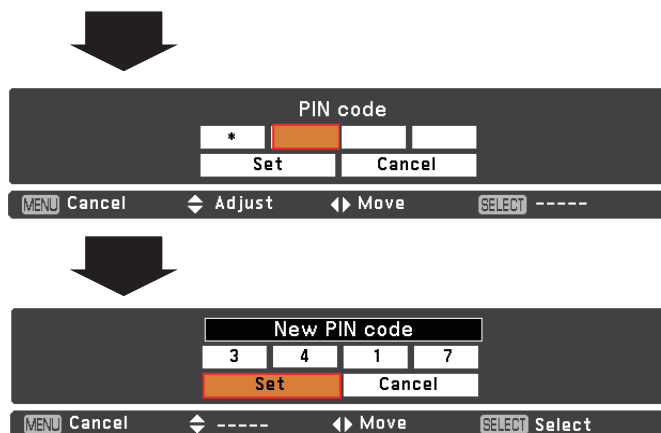 PIN code
*
Set Cancel
MENU Cancel Adjust Move SELECT -----
New PIN code
3 4 1 7
Set Cancel
MENU Cancel ----- Move SELECT Select